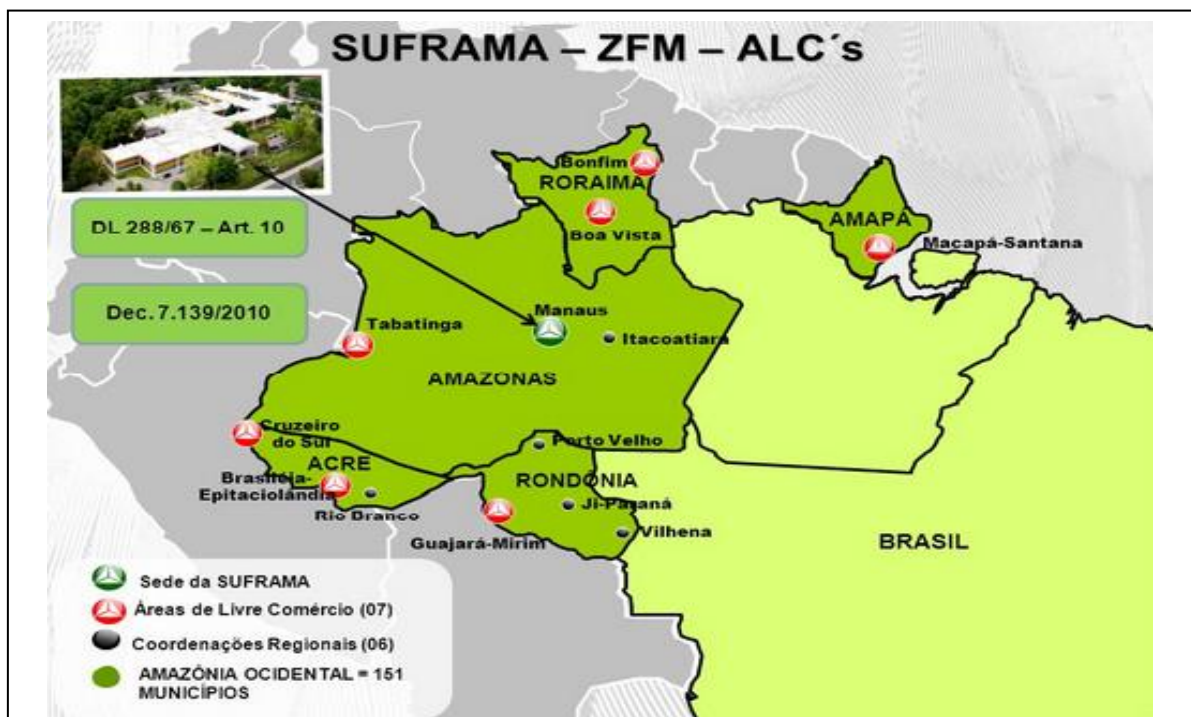 SUFRAMA – ZFM – ALC´s
Bonfim
RORAIMA
Boa Vista
AMAPÁ
Macapá-Santana
DL 288/67 – Art. 10
Dec. 7.139/2010
Manaus
Tabatinga
Itacoatiara
AMAZONAS
Cruzeiro
do Sul
Porto Velho
ACRE
Brasiléia-
Epitaciolândia
RONDÔNIA
Rio Branco
Ji-Paraná
Guajará-Mirim
Vilhena
BRASIL
Sede da SUFRAMA
Áreas de Livre Comércio (07)
Coordenações Regionais (06)
AMAZÔNIA OCIDENTAL = 151
MUNICÍPIOS